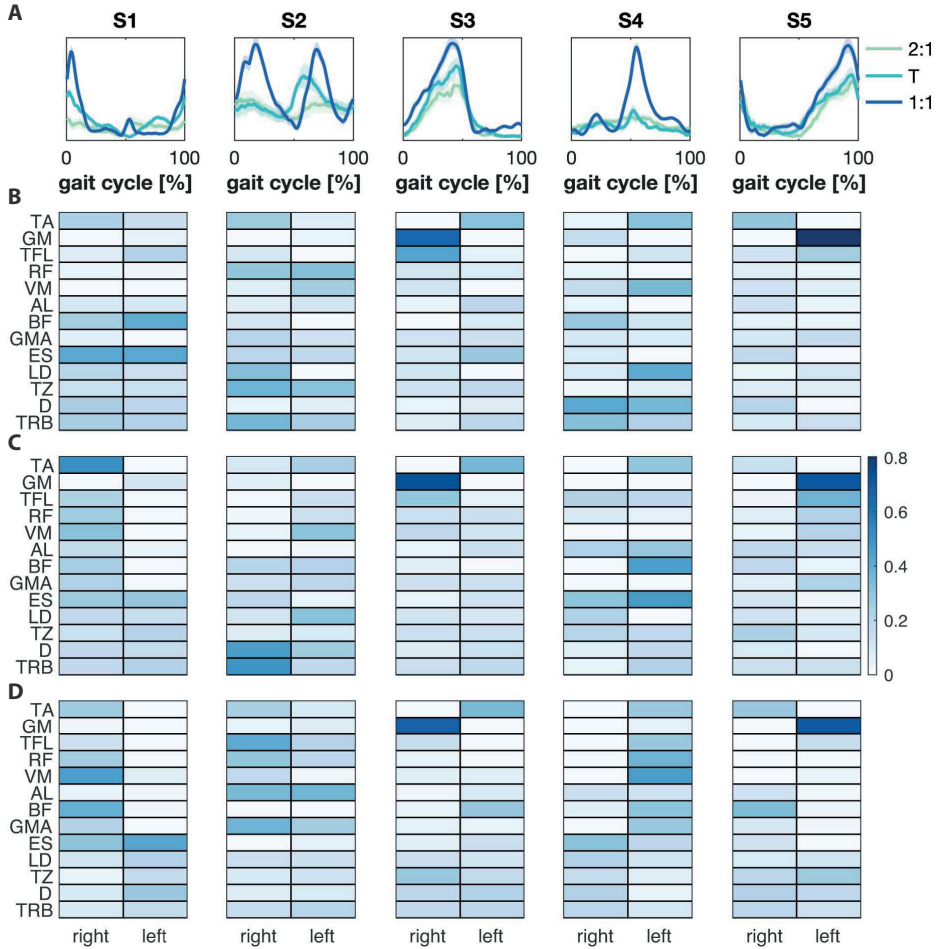 A
S1 S2 S3 S4 S5
2:1
T
1:1
0 100 0 100 0 100 0 100 0 100
gait cycle [%] gait cycle [%] gait cycle [%] gait cycle [%] gait cycle [%]
B
TA
GM
TFL
RF
VM
AL
BF
GMA
ES
LD
TZ
D
TRB
C
TA
GM
TFL
RF
VM
AL
BF
GMA
ES
LD
TZ
D
TRB
0.8
0.6
0.4
0.2
0
D
TA
GM
TFL
RF
VM
AL
BF
GMA
ES
LD
TZ
D
TRB
right left right left right left right left right left